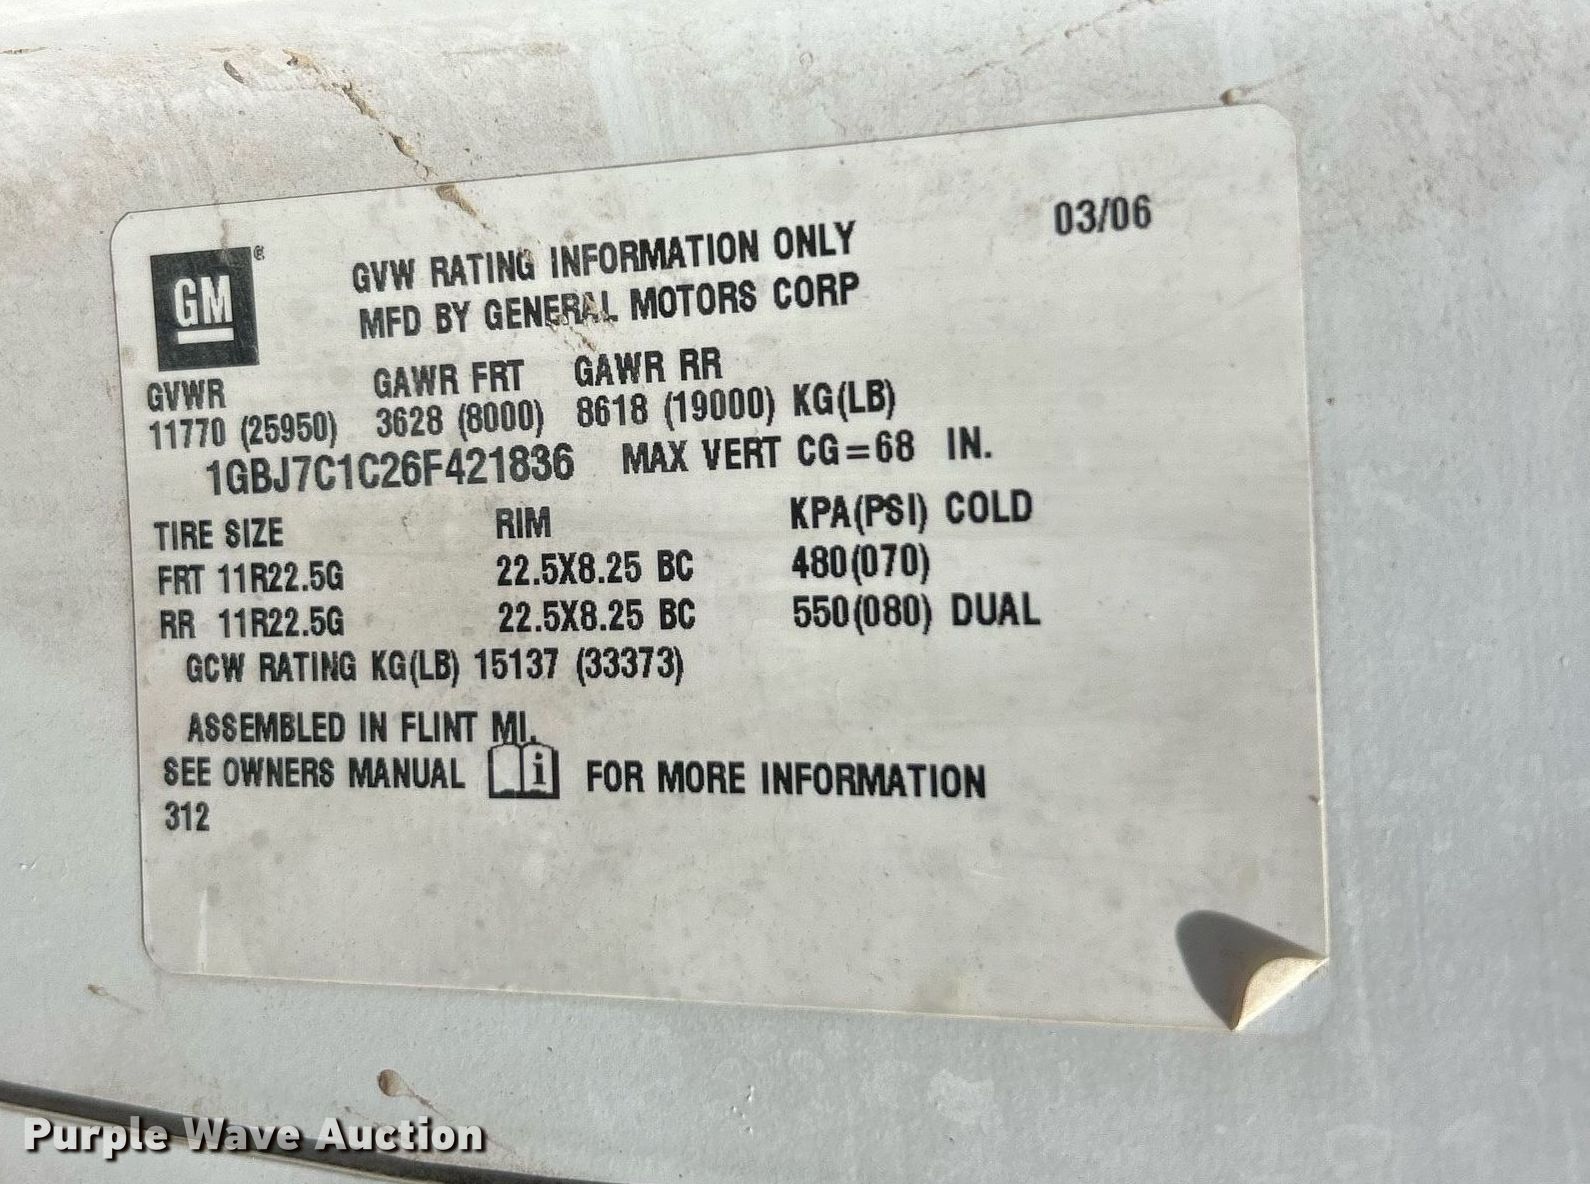 03/06
GM ®
GVW RATING INFORMATION ONLY
MFD BY GENERAL MOTORS CORP
GVWR GAWR FRT GAWR RR
11770 (25950) 3628 (8000) 8618 (19000) KG(LB)
1GBJ7C1C26F421836 MAX VERT CG=68 IN.
TIRE SIZE RIM KPA(PSI) COLD
FRT 11R22.5G 22.5X8.25 BC 480(070)
RR 11R22.5G 22.5X8.25 BC 550(080) DUAL
GCW RATING KG(LB) 15137 (33373)
ASSEMBLED IN FLINT MI.
SEE OWNERS MANUAL i FOR MORE INFORMATION
312
Purple Wave Auction